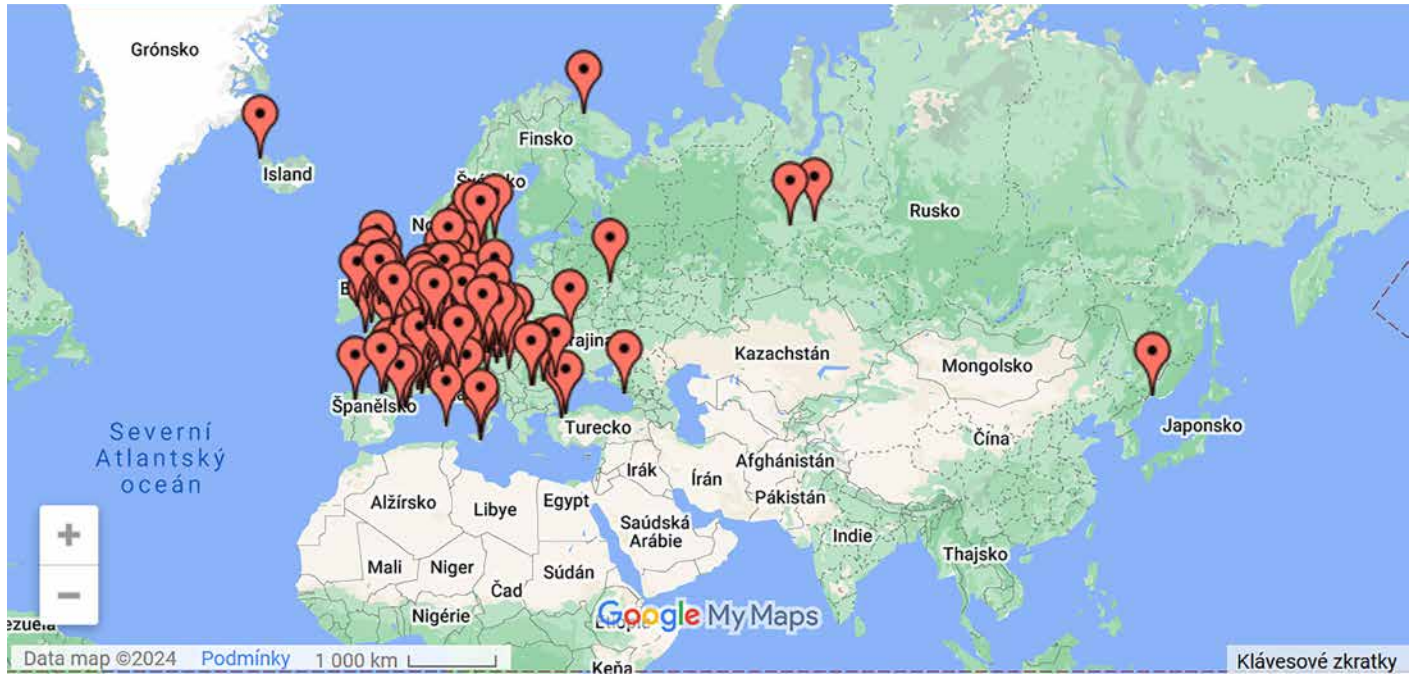 Grónsko
Island
Finsko
Rusko
Kazachstán
Mongolsko
Španělsko
Turecko
Čína
Japonsko
Severní
Atlantský
oceán
Irák
Írán
Afghánistán
Pákistán
Alžírsko
Libye
Egypt
Saúdská
Arábie
Indie
Thajsko
Mali
Niger
Čad
Súdán
Nigérie
Keňa
Google My Maps
+
−
Data map ©2024 Podmínky 1 000 km
Klávesové zkratky